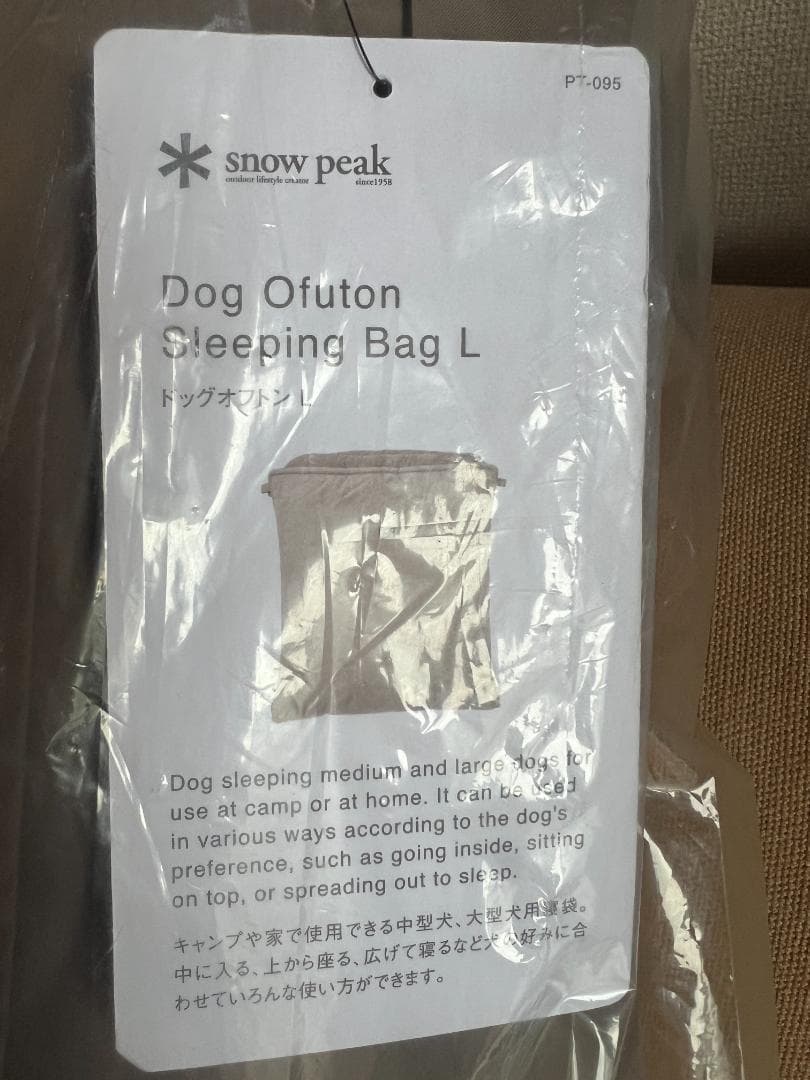 PT-095
snow peak
outdoor lifestyle creator since1958
Dog Ofuton
Sleeping Bag L
ドッグオフトン L
Dog sleeping medium and large dogs for
use at camp or at home. It can be used
in various ways according to the dog's
preference, such as going inside, sitting
on top, or spreading out to sleep.
キャンプや家で使用できる中型犬、大型犬用寝袋。
中に入る、上から座る、広げて寝るなど犬の好みに合
わせていろんな使い方ができます。